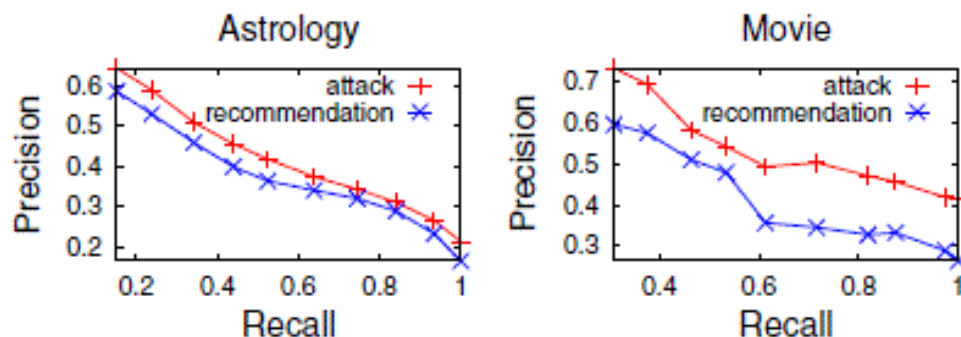 Astrology
Precision
0.6
0.5
0.4
0.3
0.2
attack
recommendation
0.2 0.4 0.6 0.8 1
Recall
Movie
Precision
0.7
0.6
0.5
0.4
0.3
attack
recommendation
0.4 0.6 0.8 1
Recall